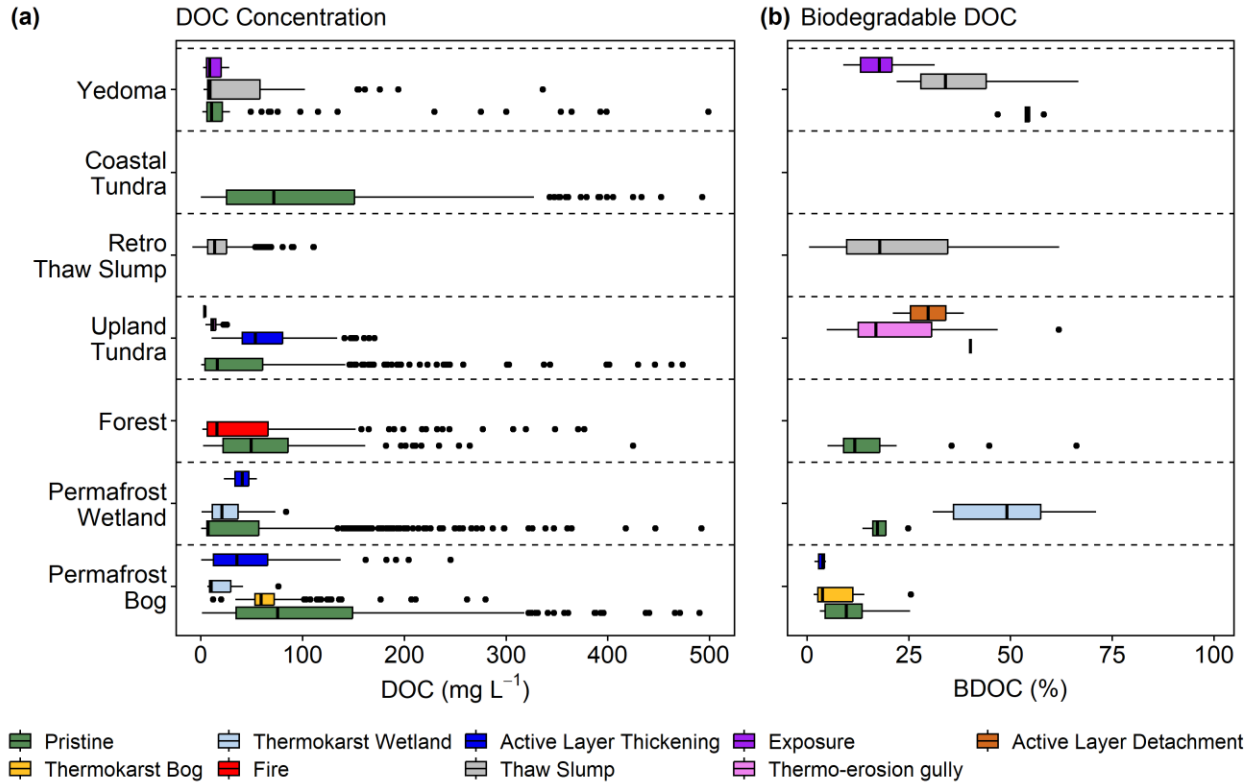 (a) DOC Concentration
(b) Biodegradable DOC
Yedoma
Coastal
Tundra
Retro
Thaw Slump
Upland
Tundra
Forest
Permafrost
Wetland
Permafrost
Bog
0 100 200 300 400 500
DOC (mg L⁻¹)
0 25 50 75 100
BDOC (%)
Pristine Thermokarst Wetland Active Layer Thickening Exposure Active Layer Detachment
Thermokarst Bog Fire Thaw Slump Thermo-erosion gully